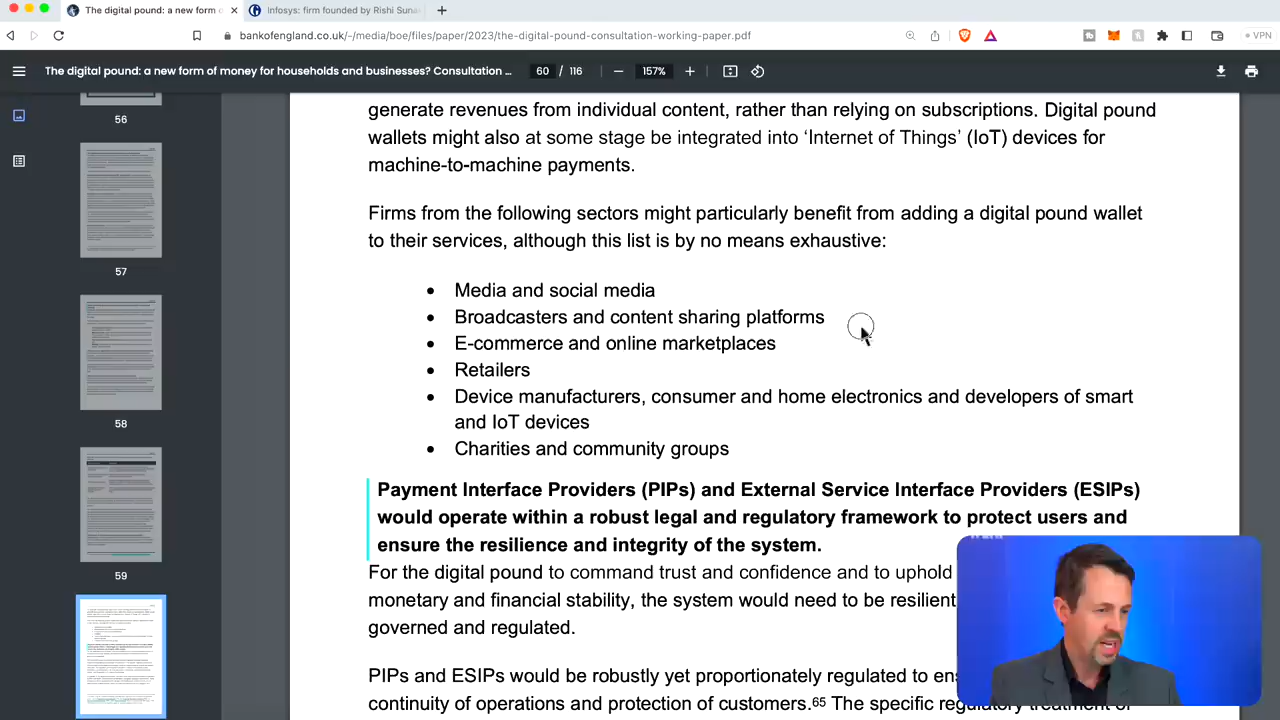 The digital pound: a new form o
Infosys: firm founded by Rishi Suna
bankofengland.co.uk/-/media/boe/files/paper/2023/the-digital-pound-consultation-working-paper.pdf
VPN
The digital pound: a new form of money for households and businesses? Consultation ...
60 / 116
157%
56
57
58
59
generate revenues from individual content, rather than relying on subscriptions. Digital pound
wallets might also at some stage be integrated into ‘Internet of Things’ (IoT) devices for
machine-to-machine payments.
Firms from the following sectors might particularly benefit from adding a digital pound wallet
to their services, although this list is by no means exhaustive:
• Media and social media
• Broadcasters and content sharing platforms
• E-commerce and online marketplaces
• Retailers
• Device manufacturers, consumer and home electronics and developers of smart
and IoT devices
• Charities and community groups
Payment Interface Providers (PIPs) and External Service Interface Providers (ESIPs)
would operate within a robust legal and regulatory framework to protect users and
ensure the resilience and integrity of the system.
For the digital pound to command trust and confidence and to uphold
monetary and financial stability, the system would need to be resilient
governed and regulated.
PIPs and ESIPs would be robustly yet proportionately regulated to en
continuity of operations and protection of customers.65 The specific regulatory treatment of